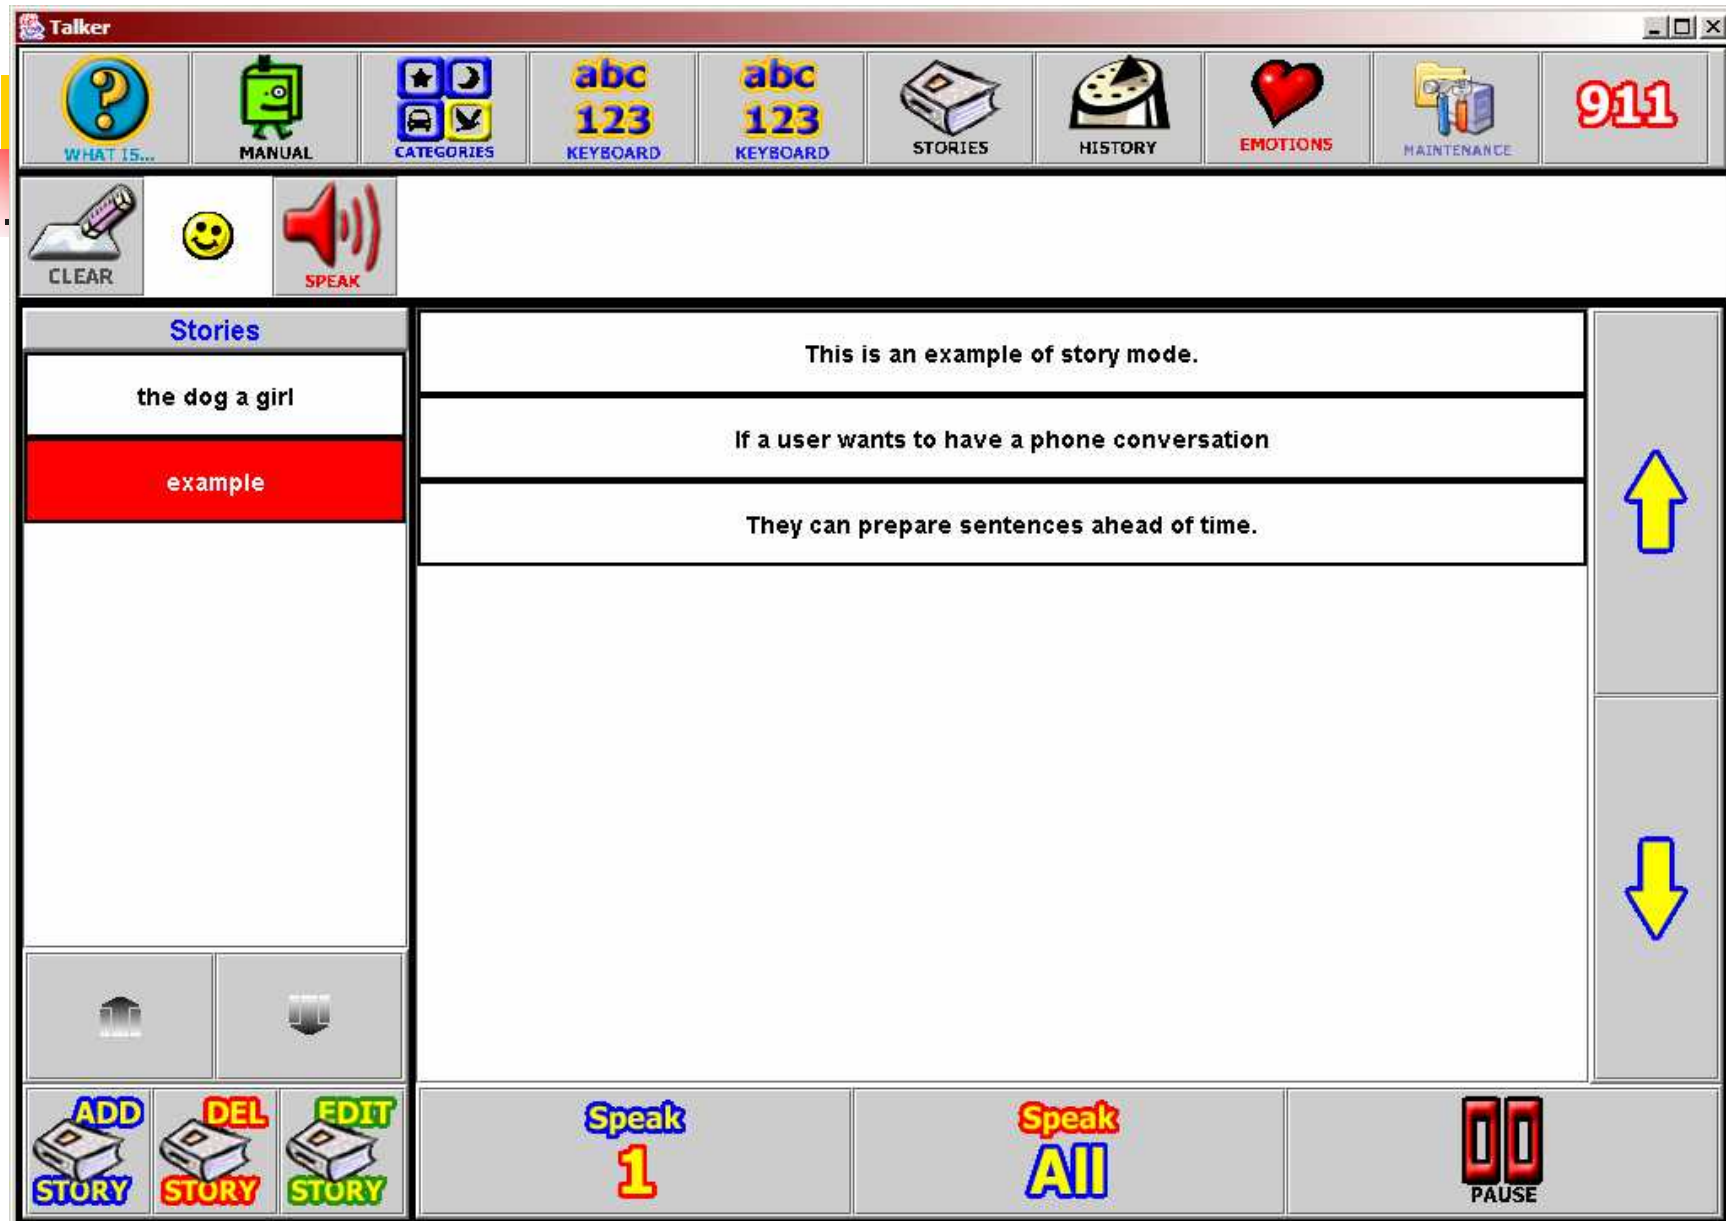 Talker
WHAT IS...
MANUAL
CATEGORIES
abc
123
KEYBOARD
abc
123
KEYBOARD
STORIES
HISTORY
EMOTIONS
MAINTENANCE
911
CLEAR
SPEAK
Stories
the dog a girl
example
This is an example of story mode.
If a user wants to have a phone conversation
They can prepare sentences ahead of time.
ADD
STORY
DEL
STORY
EDIT
STORY
Speak
1
Speak
All
PAUSE